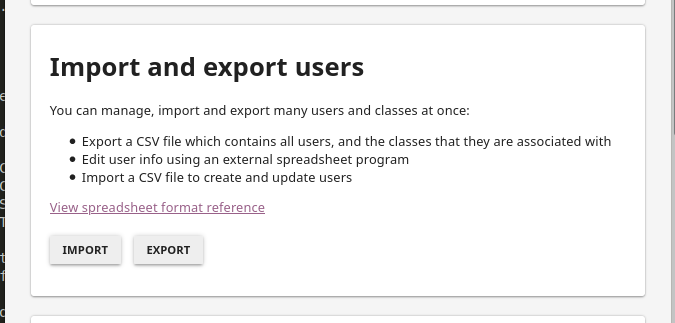 Import and export users
You can manage, import and export many users and classes at once:
• Export a CSV file which contains all users, and the classes that they are associated with
• Edit user info using an external spreadsheet program
• Import a CSV file to create and update users
View spreadsheet format reference
IMPORT EXPORT